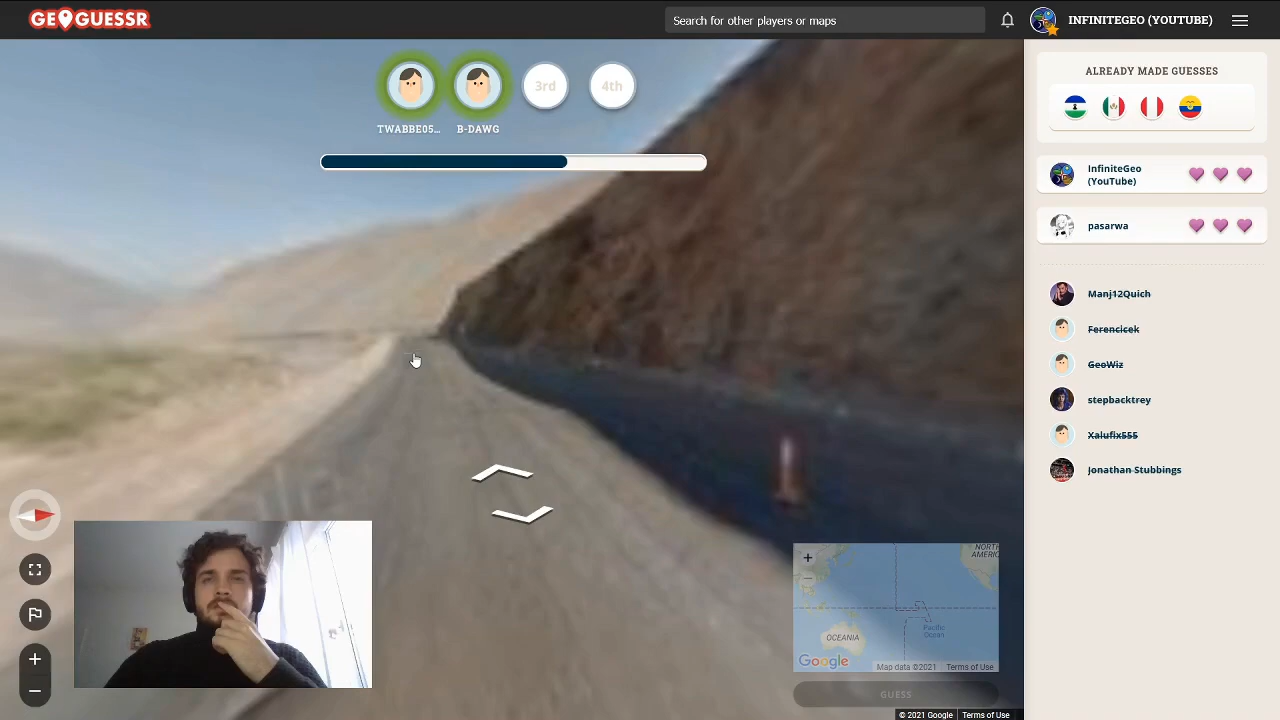 GEOGUESSR
Search for other players or maps
INFINITEGEO (YOUTUBE)
3rd
4th
TWABBE05...
B-DAWG
ALREADY MADE GUESSES
InfiniteGeo
(YouTube)
pasarwa
Manj12Quich
Ferencicek
GeoWiz
stepbacktrey
Xalufix555
Jonathan Stubbings
NORTH
AMERIC
Pacific
Ocean
OCEANIA
Google
Map data ©2021
Terms of Use
GUESS
© 2021 Google
Terms of Use